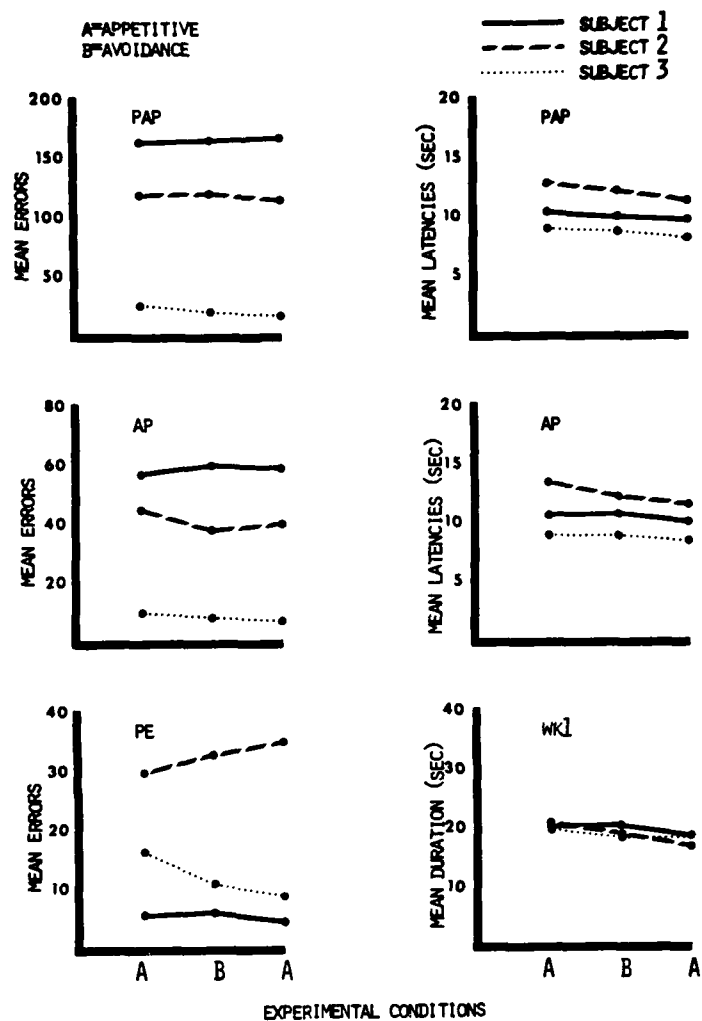 A=APPETITIVE
B=AVOIDANCE
SUBJECT 1
SUBJECT 2
SUBJECT 3
200
150
100
50
MEAN ERRORS
PAP
20
15
10
5
MEAN LATENCIES (SEC)
PAP
80
60
40
20
MEAN ERRORS
AP
20
15
10
5
MEAN LATENCIES (SEC)
AP
40
30
20
10
MEAN ERRORS
PE
A B A
40
30
20
10
MEAN DURATION (SEC)
WK1
A B A
EXPERIMENTAL CONDITIONS